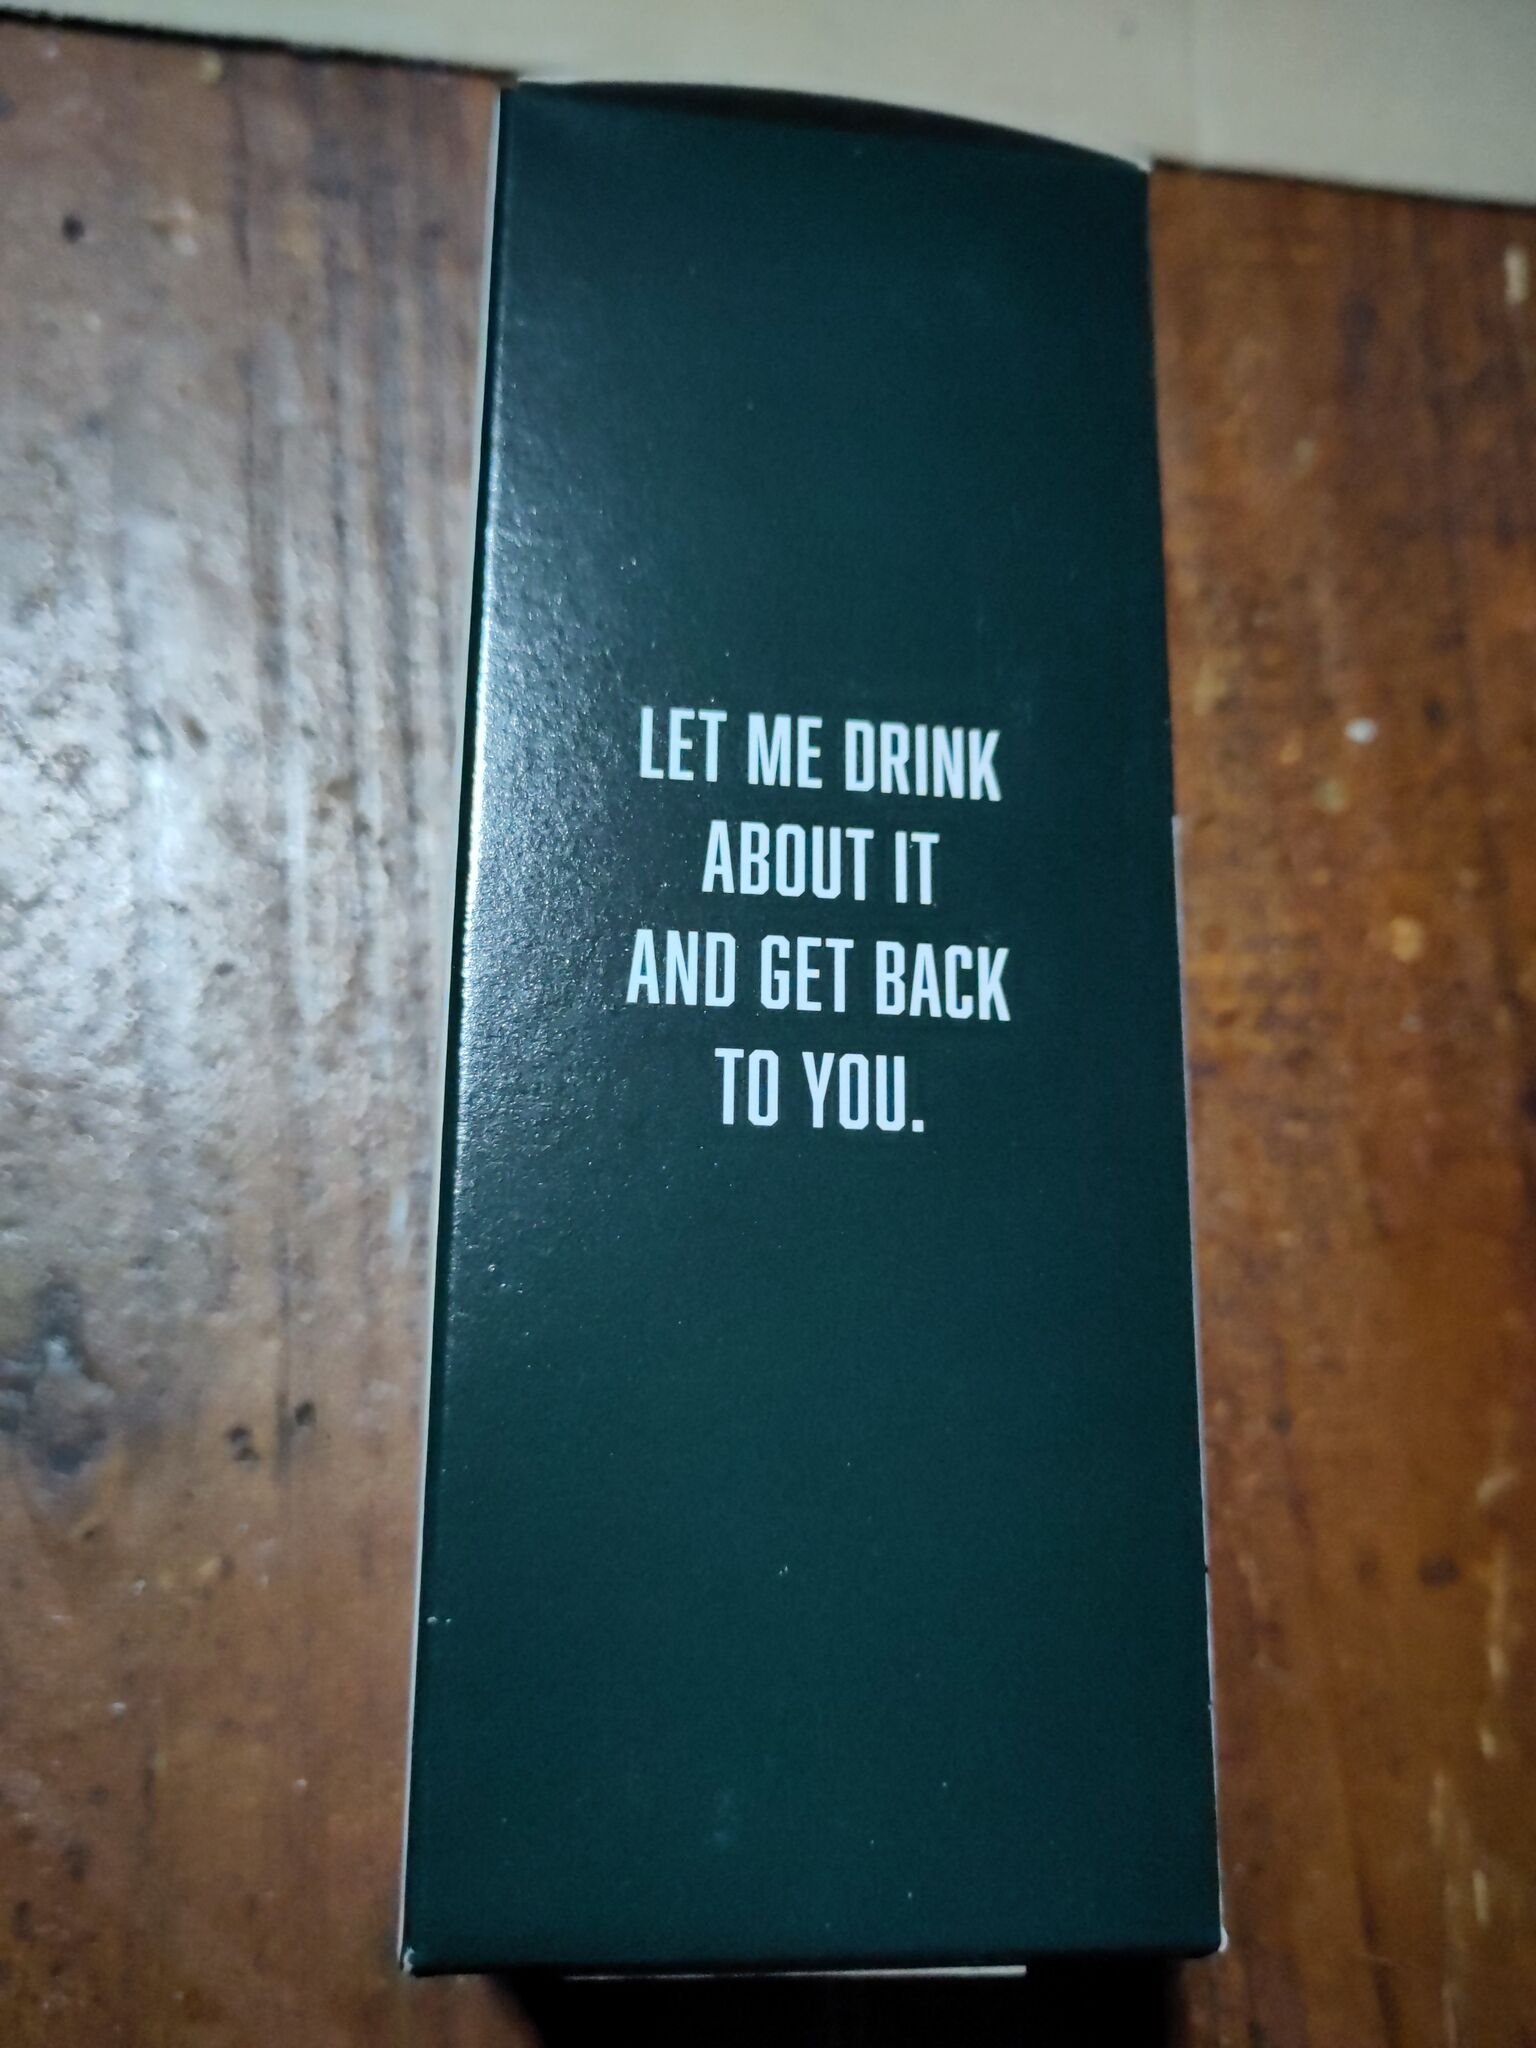 LET ME DRINK
ABOUT IT
AND GET BACK
TO YOU.